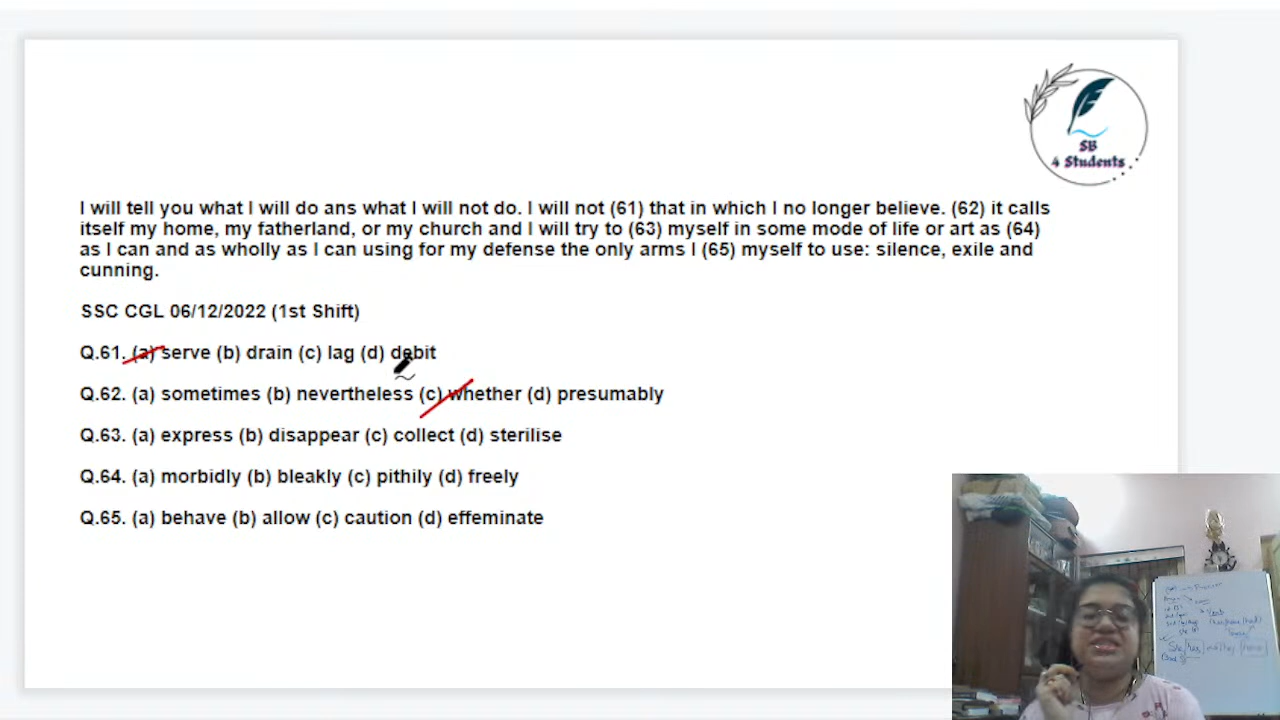 SB
4 Students
I will tell you what I will do ans what I will not do. I will not (61) that in which I no longer believe. (62) it calls
itself my home, my fatherland, or my church and I will try to (63) myself in some mode of life or art as (64)
as I can and as wholly as I can using for my defense the only arms I (65) myself to use: silence, exile and
cunning.
SSC CGL 06/12/2022 (1st Shift)
Q.61. (a) serve (b) drain (c) lag (d) debit
Q.62. (a) sometimes (b) nevertheless (c) whether (d) presumably
Q.63. (a) express (b) disappear (c) collect (d) sterilise
Q.64. (a) morbidly (b) bleakly (c) pithily (d) freely
Q.65. (a) behave (b) allow (c) caution (d) effeminate